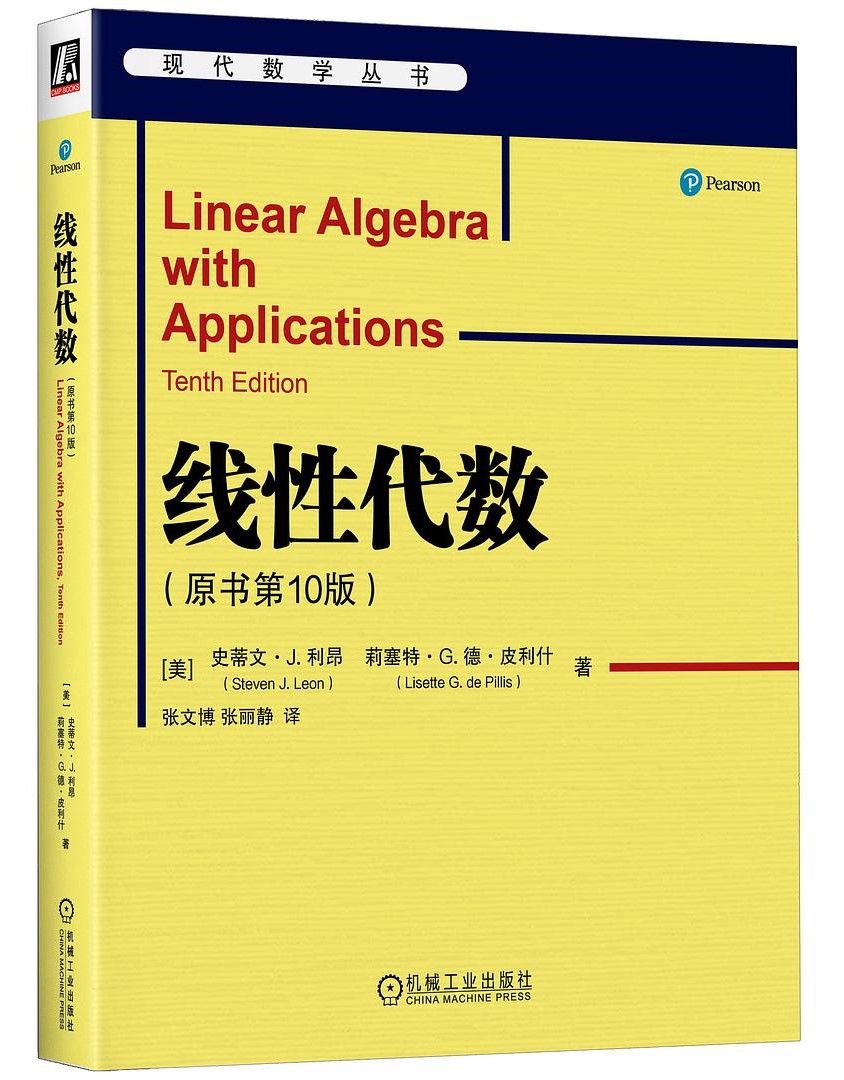 现代数学丛书
Pearson
Linear Algebra
with
Applications
Tenth Edition
线性代数
(原书第10版)
[美] 史蒂文·J. 利昂 莉塞特·G. 德·皮利什 著
(Steven J. Leon) (Lisette G. de Pillis)
张文博 张丽静 译
机械工业出版社
CHINA MACHINE PRESS
CMP BOOKS
Pearson
线性代数
(原书第10版)
Linear Algebra with Applications, Tenth Edition
[美] 史蒂文·J. 利昂
莉塞特·G. 德·皮利什 著
机械工业出版社
CHINA MACHINE PRESS